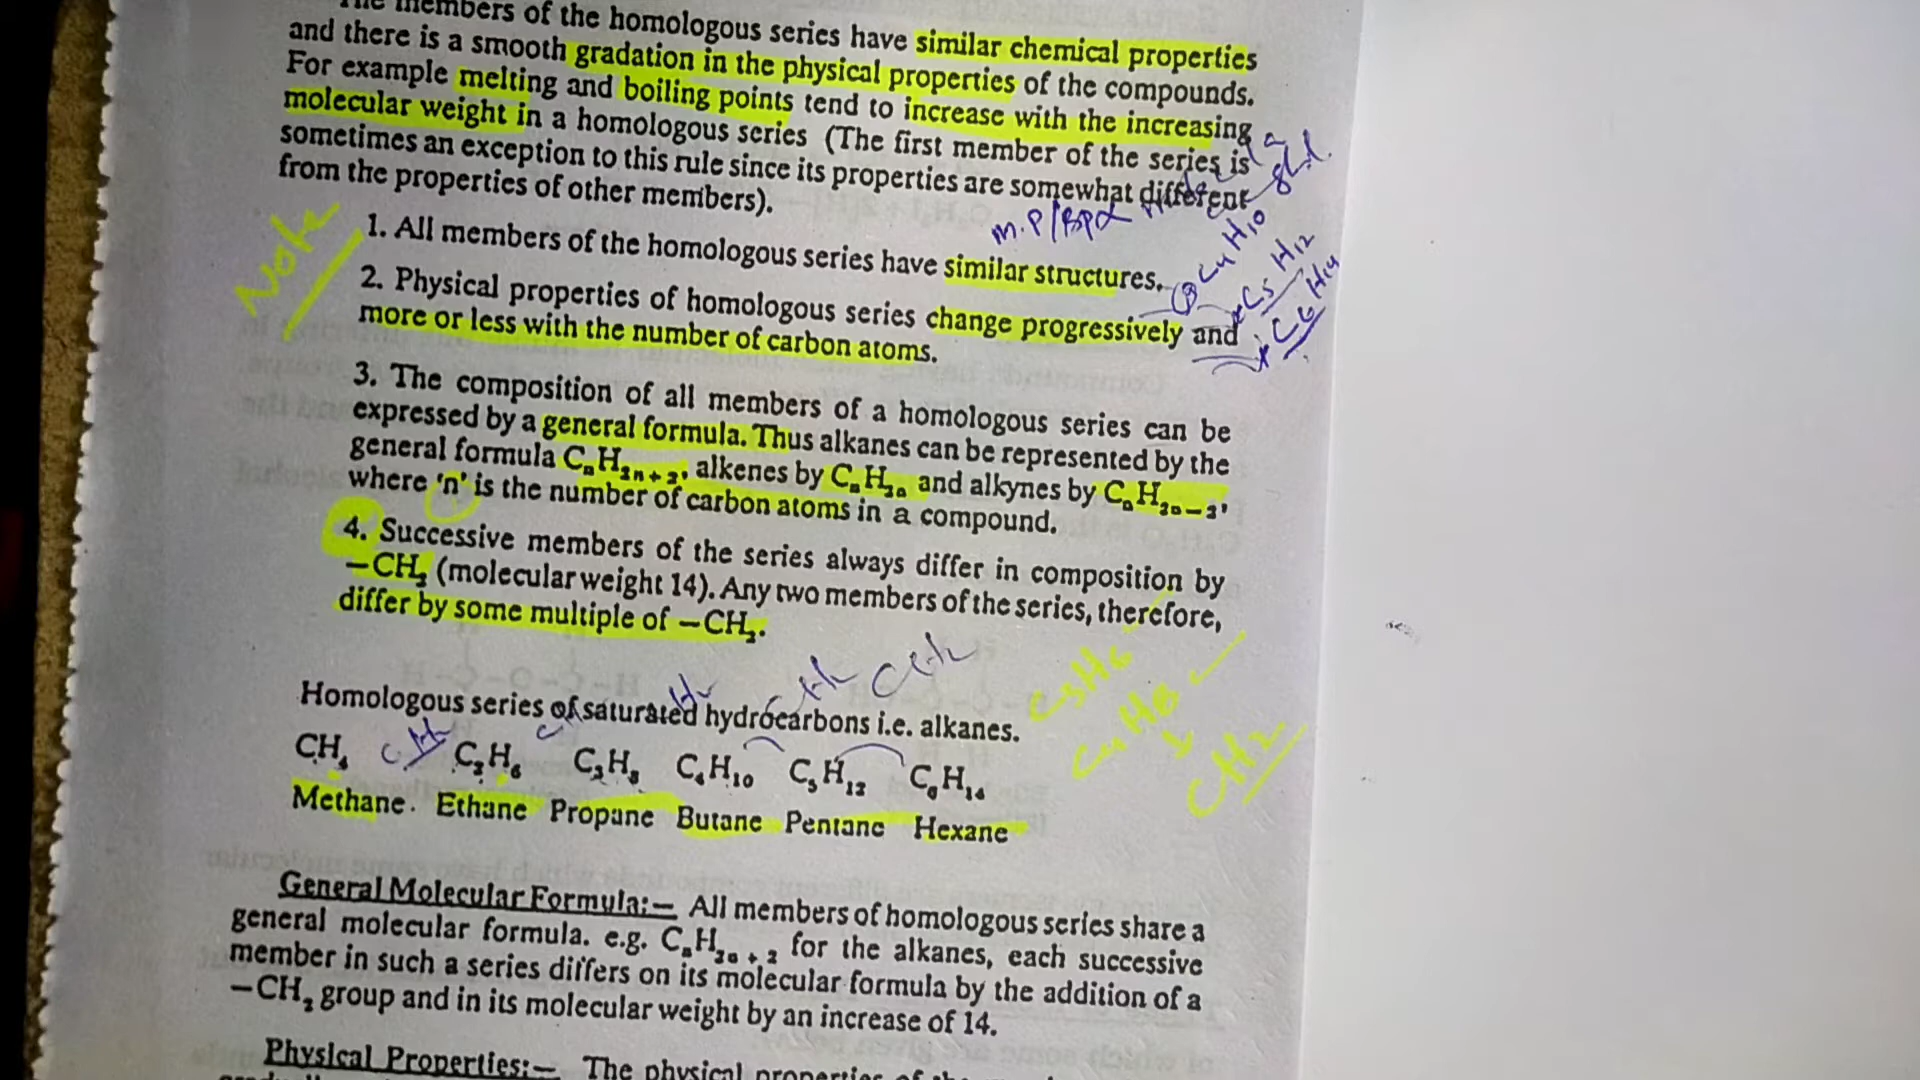 The members of the homologous series have similar chemical properties
and there is a smooth gradation in the physical properties of the compounds.
For example melting and boiling points tend to increase with the increasing
molecular weight in a homologous series (The first member of the series is
sometimes an exception to this rule since its properties are somewhat different
from the properties of other members).
m.p/Bp∝
Note
1. All members of the homologous series have similar structures.
C₄H₁₀
2. Physical properties of homologous series change progressively and
C₅H₁₂
more or less with the number of carbon atoms.
C₆H₁₄
3. The composition of all members of a homologous series can be
expressed by a general formula. Thus alkanes can be represented by the
general formula CₙH₂ₙ₊₂, alkenes by CₙH₂ₙ and alkynes by CₙH₂ₙ₋₂,
where 'n' is the number of carbon atoms in a compound.
4. Successive members of the series always differ in composition by
—CH₂ (molecular weight 14). Any two members of the series, therefore,
differ by some multiple of —CH₂.
C₃H₆
C₄H₈
CH₂
Homologous series of saturated hydrocarbons i.e. alkanes.
CH₄ C₂H₆ C₃H₈ C₄H₁₀ C₅H₁₂ C₆H₁₄
Methane. Ethane Propane Butane Pentane Hexane
General Molecular Formula:— All members of homologous series share a
general molecular formula. e.g. CₙH₂ₙ₊₂ for the alkanes, each successive
member in such a series differs on its molecular formula by the addition of a
—CH₂ group and in its molecular weight by an increase of 14.
Physical Properties:— The physical properties of